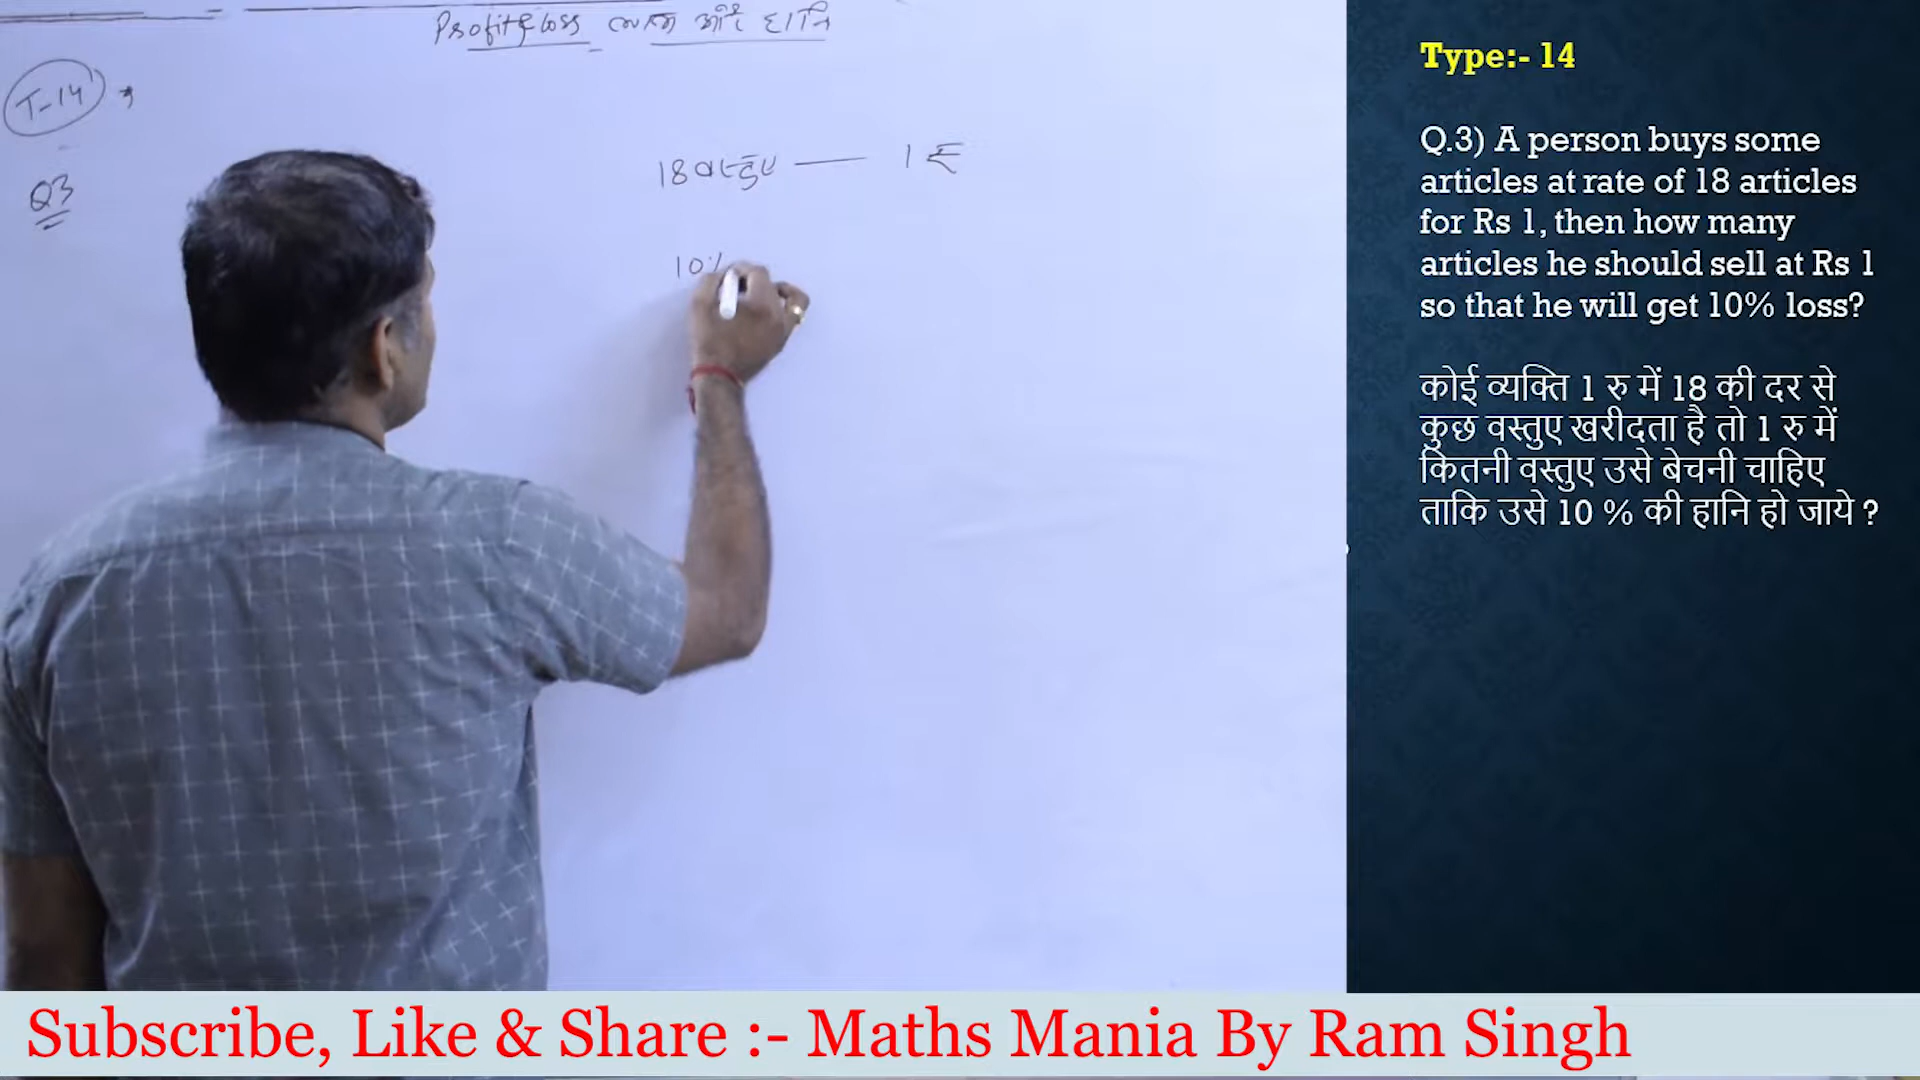 Profit & Loss लाभ और हानि
T-14
Q3
18 वस्तुए — 1 ₹
10%
Type:- 14
Q.3) A person buys some
articles at rate of 18 articles
for Rs 1, then how many
articles he should sell at Rs 1
so that he will get 10% loss?
कोई व्यक्ति 1 रु में 18 की दर से
कुछ वस्तुए खरीदता है तो 1 रु में
कितनी वस्तुए उसे बेचनी चाहिए
ताकि उसे 10 % की हानि हो जाये ?
Subscribe, Like & Share :- Maths Mania By Ram Singh